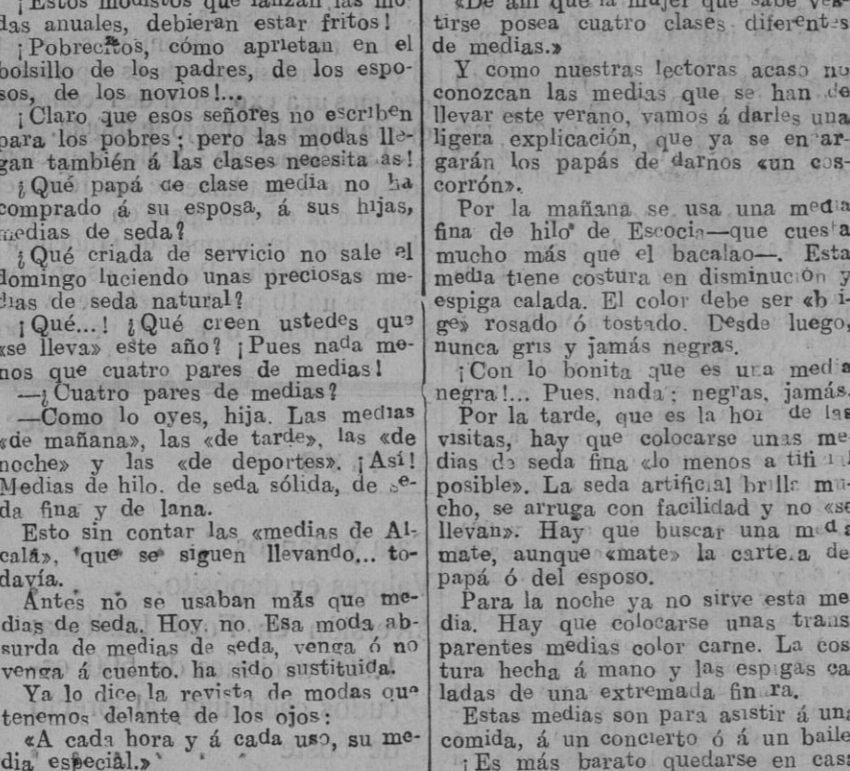 ¡Estos modistos que lanzan las mo-
das anuales, debieran estar fritos!
¡Pobrecitos, cómo aprietan en el
bolsillo de los padres, de los espo-
sos, de los novios!...
¡Claro que esos señores no escriben
para los pobres; pero las modas lle-
gan también á las clases necesita as!
¿Qué papá de clase media no ha
comprado á su esposa, á sus hijas,
medias de seda?
¿Qué criada de servicio no sale el
domingo luciendo unas preciosas me-
dias de seda natural?
¡Qué...! ¿Qué creen ustedes que
«se lleva» este año? ¡Pues nada me-
nos que cuatro pares de medias!
—¿Cuatro pares de medias?
—Como lo oyes, hija. Las medias
«de mañana», las «de tarde», las «de
noche» y las «de deportes». ¡Así!
Medias de hilo. de seda sólida, de se-
da fina y de lana.
Esto sin contar las «medias de Al-
calá», que se siguen llevando... to-
davía.
Antes no se usaban más que me-
dias de seda. Hoy. no. Esa moda ab-
surda de medias de seda, venga ó no
venga á cuento. ha sido sustituida.
Ya lo dice la revista de modas que
tenemos delante de los ojos:
«A cada hora y á cada uso, su me-
dia especial.»
«De ahí que la mujer que sabe ves-
tirse posea cuatro clases diferentes
de medias.»
Y como nuestras lectoras acaso no
conozcan las medias que se han de
llevar este verano, vamos á darles una
ligera explicación, que ya se en ar-
garán los papás de darnos «un cos-
corrón».
Por la mañana se usa una media
fina de hilo de Escocia—que cuesta
mucho más que el bacalao—. Esta
media tiene costura en disminución y
espiga calada. El color debe ser «b i-
ge» rosado ó tostado. Desde luego,
nunca gris y jamás negras.
¡Con lo bonita que es una media
negra!... Pues. nada; negras, jamás.
Por la tarde, que es la hor de las
visitas, hay que colocarse unas me-
dias de seda fina «lo menos a
posible». La seda artificial brilla mu-
cho, se arruga con facilidad y no «se
llevan». Hay que buscar una m d a
mate, aunque «mate» la carte.a de
papá ó del esposo.
Para la noche ya no sirve esta me
dia. Hay que colocarse unas trans
parentes medias color carne. La cos
tura hecha á mano y las espigas ca
ladas de una extremada fin ra.
Estas medias son para asistir á una
comida, á un concierto ó á un baile
¡Es más barato quedarse en casa